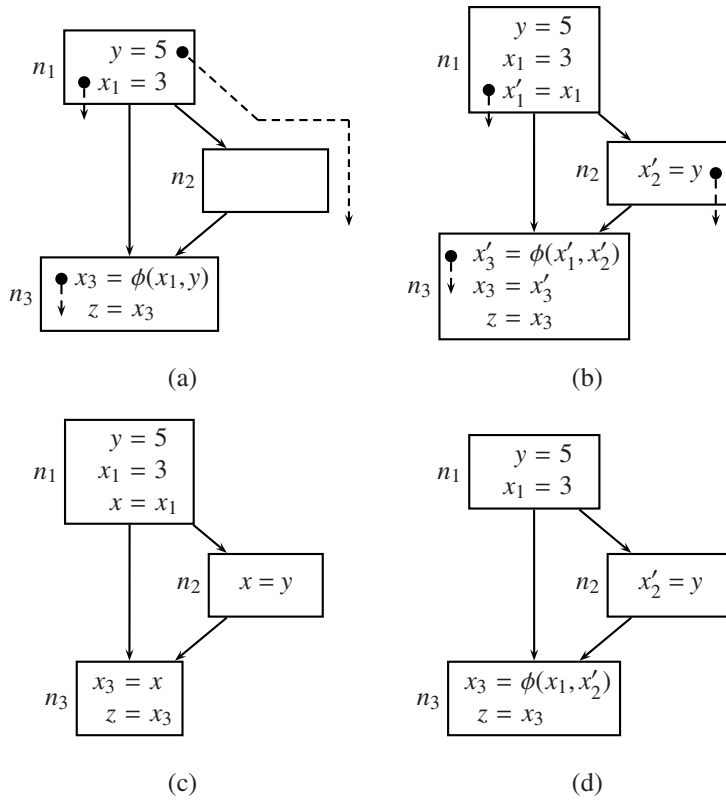 n₁
y = 5
x₁ = 3
n₂
n₃
x₃ = ϕ(x₁, y)
z = x₃
(a)
n₁
y = 5
x₁ = 3
x′₁ = x₁
n₂
x′₂ = y
n₃
x′₃ = ϕ(x′₁, x′₂)
x₃ = x′₃
z = x₃
(b)
n₁
y = 5
x₁ = 3
x = x₁
n₂
x = y
n₃
x₃ = x
z = x₃
(c)
n₁
y = 5
x₁ = 3
n₂
x′₂ = y
n₃
x₃ = ϕ(x₁, x′₂)
z = x₃
(d)